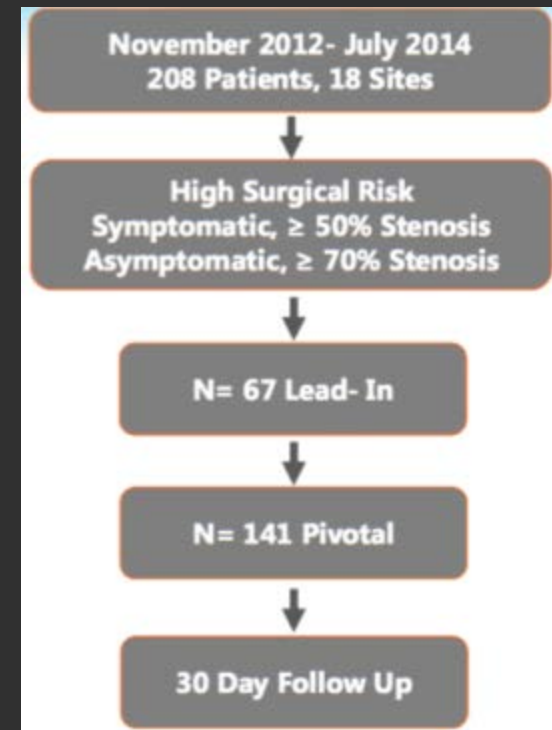 November 2012- July 2014
208 Patients, 18 Sites
High Surgical Risk
Symptomatic, ≥ 50% Stenosis
Asymptomatic, ≥ 70% Stenosis
N= 67 Lead- In
N= 141 Pivotal
30 Day Follow Up